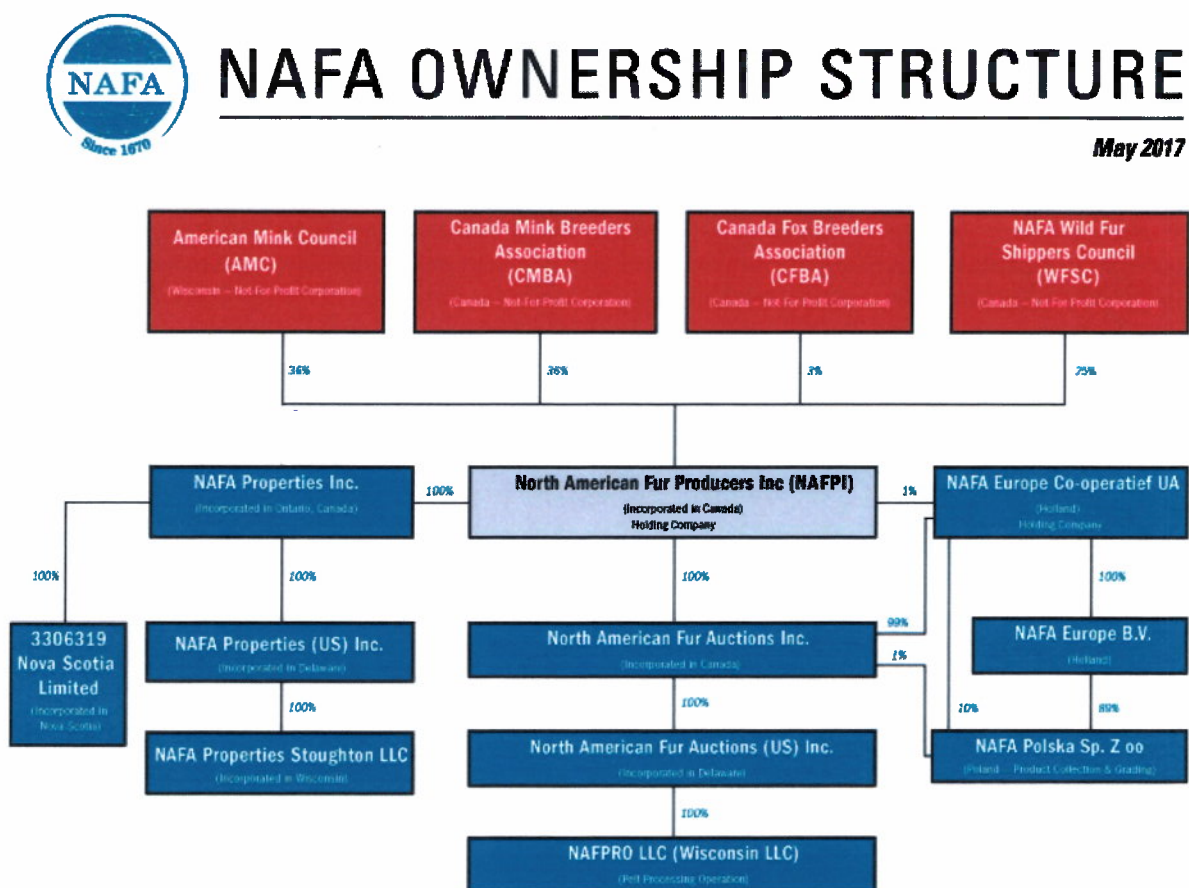 NAFA
Since 1670
NAFA OWNERSHIP STRUCTURE
May 2017
American Mink Council
(AMC)
(Wisconsin – Not For Profit Corporation)
Canada Mink Breeders
Association
(CMBA)
(Canada – Not For Profit Corporation)
Canada Fox Breeders
Association
(CFBA)
(Canada – Not For Profit Corporation)
NAFA Wild Fur
Shippers Council
(WFSC)
(Canada – Not For Profit Corporation)
36%
36%
3%
25%
NAFA Properties Inc.
(Incorporated in Ontario, Canada)
100%
North American Fur Producers Inc (NAFPI)
(Incorporated in Canada)
Holding Company
1%
NAFA Europe Co-operatief UA
(Holland)
Holding Company
100%
100%
100%
100%
3306319
Nova Scotia
Limited
(Incorporated in
Nova Scotia)
NAFA Properties (US) Inc.
(Incorporated in Delaware)
North American Fur Auctions Inc.
(Incorporated in Canada)
99%
1%
NAFA Europe B.V.
(Holland)
100%
100%
10%
89%
NAFA Properties Stoughton LLC
(Incorporated in Wisconsin)
North American Fur Auctions (US) Inc.
(Incorporated in Delaware)
NAFA Polska Sp. Z oo
(Poland – Product Collection & Grading)
100%
NAFPRO LLC (Wisconsin LLC)
(Pelt Processing Operation)